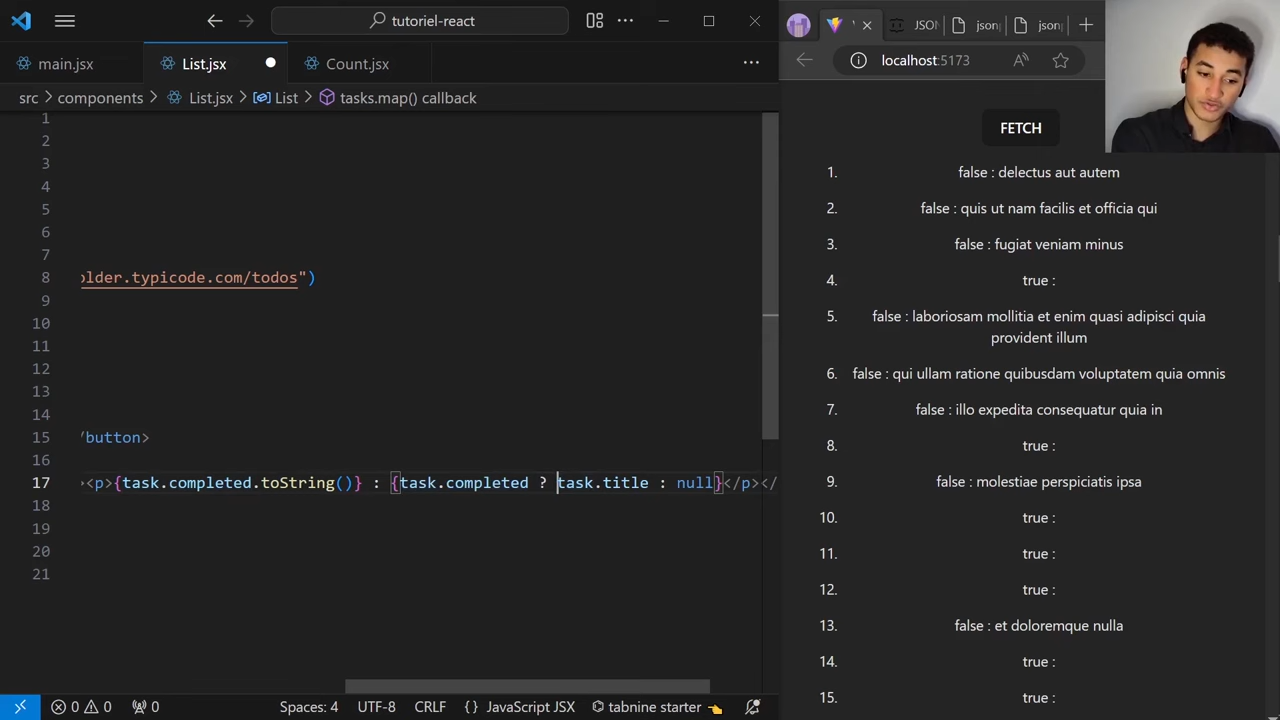 tutoriel-react
main.jsx
List.jsx
Count.jsx
src > components > List.jsx > List > tasks.map() callback
1
2
3
4
5
6
7
8 older.typicode.com/todos")
9
10
11
12
13
14
15 /button>
16
17 <p>{task.completed.toString()} : {task.completed ? task.title : null}</p></
18
19
20
21
0 0 0 Spaces: 4 UTF-8 CRLF {} JavaScript JSX tabnine starter
JSON
json
json
localhost:5173
FETCH
1. false : delectus aut autem
2. false : quis ut nam facilis et officia qui
3. false : fugiat veniam minus
4. true :
5. false : laboriosam mollitia et enim quasi adipisci quia
provident illum
6. false : qui ullam ratione quibusdam voluptatem quia omnis
7. false : illo expedita consequatur quia in
8. true :
9. false : molestiae perspiciatis ipsa
10. true :
11. true :
12. true :
13. false : et doloremque nulla
14. true :
15. true :